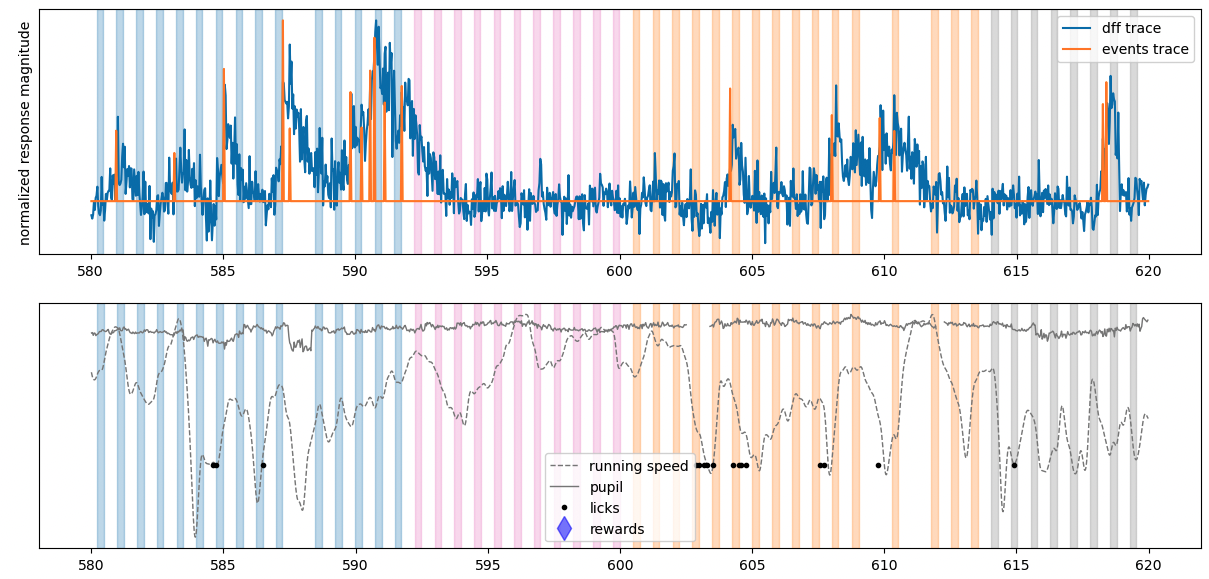 normalized response magnitude
dff trace
events trace
580 585 590 595 600 605 610 615 620
running speed
pupil
licks
rewards
580 585 590 595 600 605 610 615 620